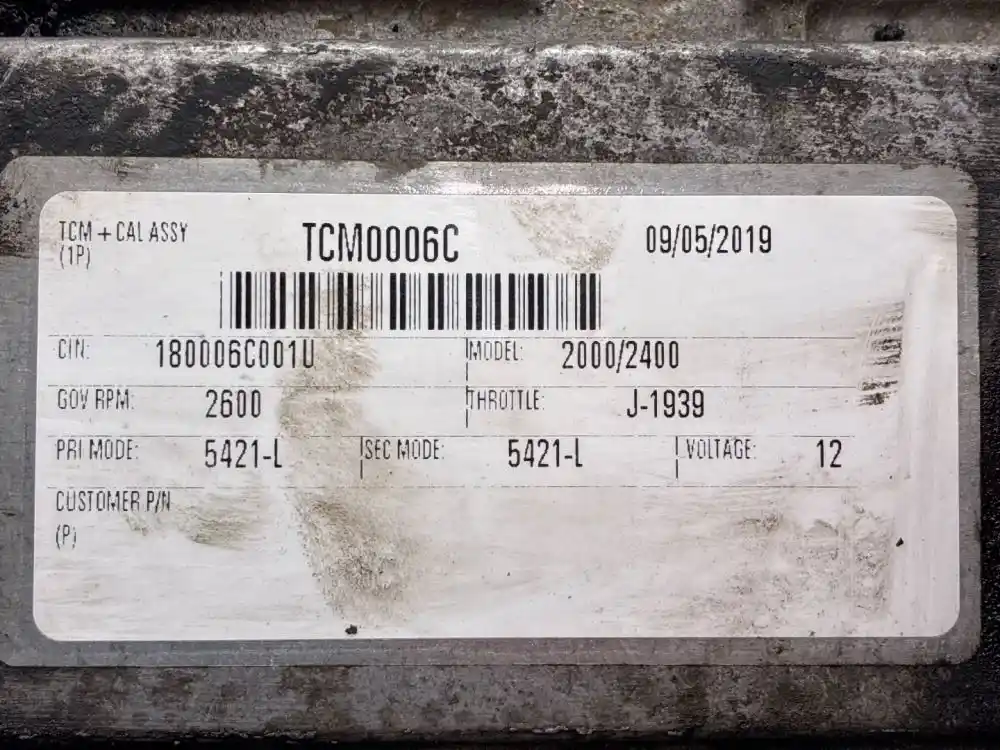 TCM + CAL ASSY TCM0006C 09/05/2019
(1P)
CIN: 180006C001U MODEL: 2000/2400
GOV RPM: 2600 THROTTLE: J-1939
PRI MODE: 5421-L SEC MODE: 5421-L VOLTAGE: 12
CUSTOMER P/N
(P)